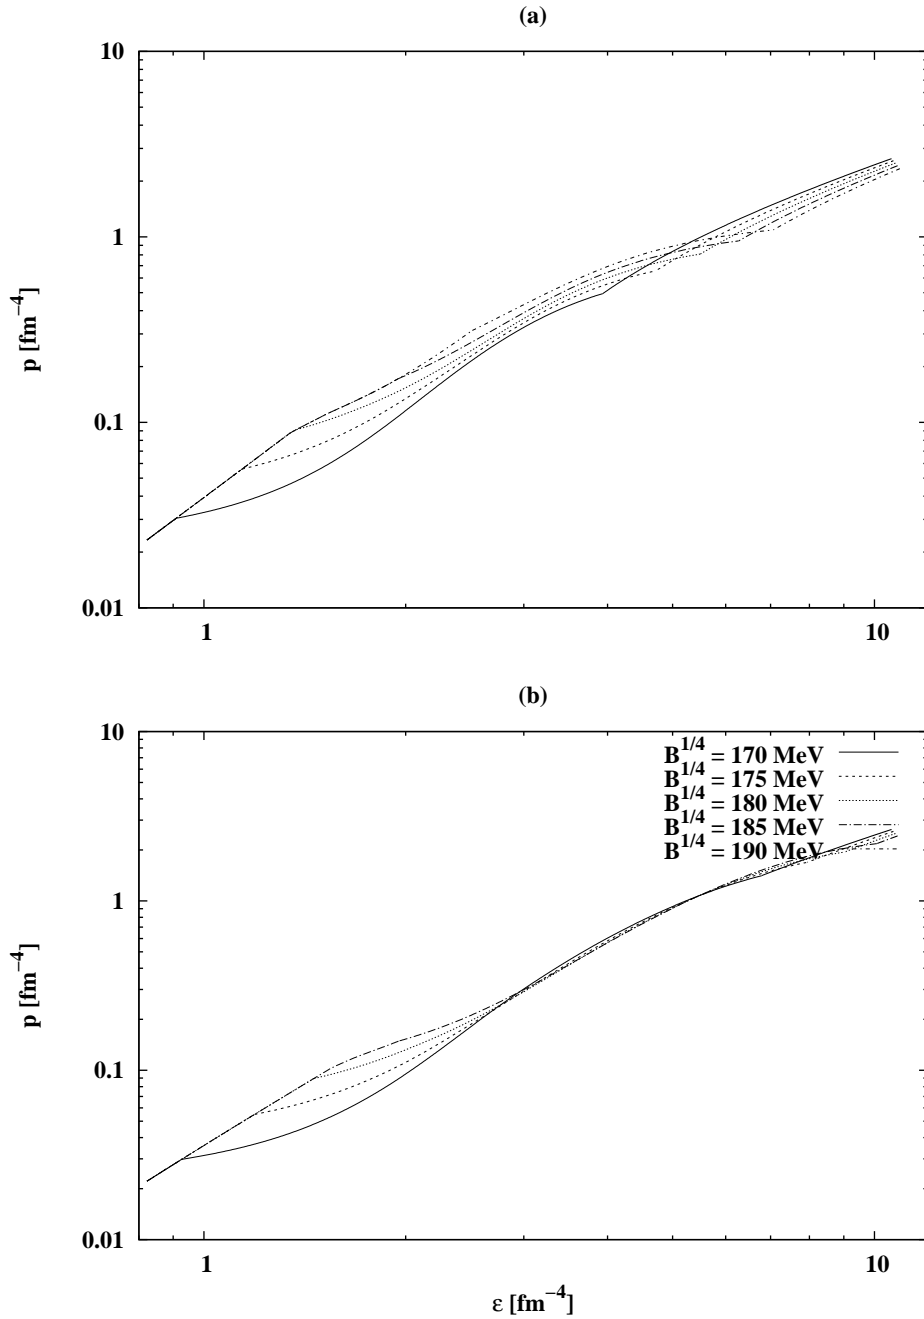 (a)
10
1
0.1
0.01
p [fm⁻⁴]
1 10
(b)
10
1
0.1
0.01
p [fm⁻⁴]
B^1/4 = 170 MeV
B^1/4 = 175 MeV
B^1/4 = 180 MeV
B^1/4 = 185 MeV
B^1/4 = 190 MeV
1 10
ε [fm⁻⁴]